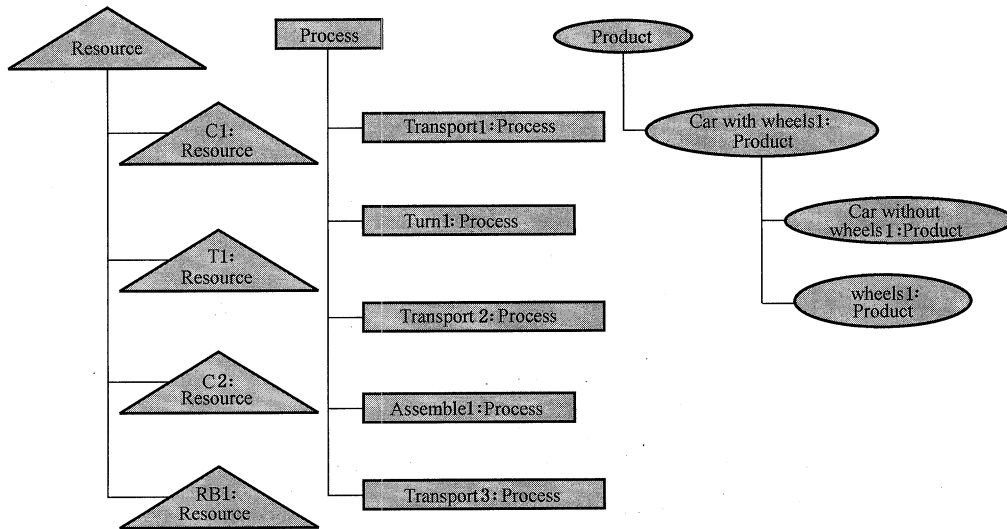 Resource
C1:
Resource
T1:
Resource
C2:
Resource
RB1:
Resource
Process
Transport1:Process
Turn1:Process
Transport 2:Process
Assemble1:Process
Transport3:Process
Product
Car with wheels1:
Product
Car without
wheels1:Product
wheels1:
Product